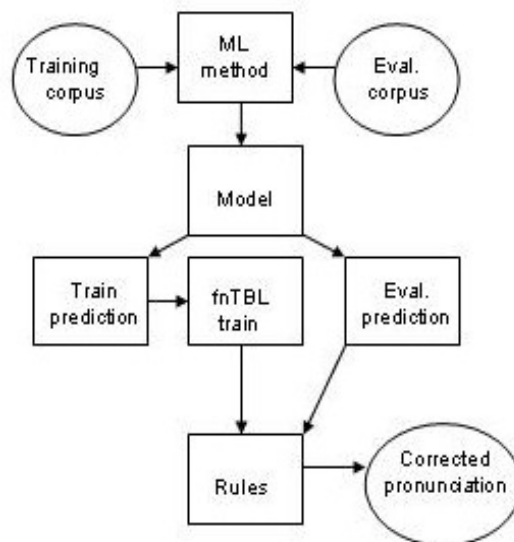 Training
corpus
ML
method
Eval.
corpus
Model
Train
prediction
fnTBL
train
Eval.
prediction
Rules
Corrected
pronunciation